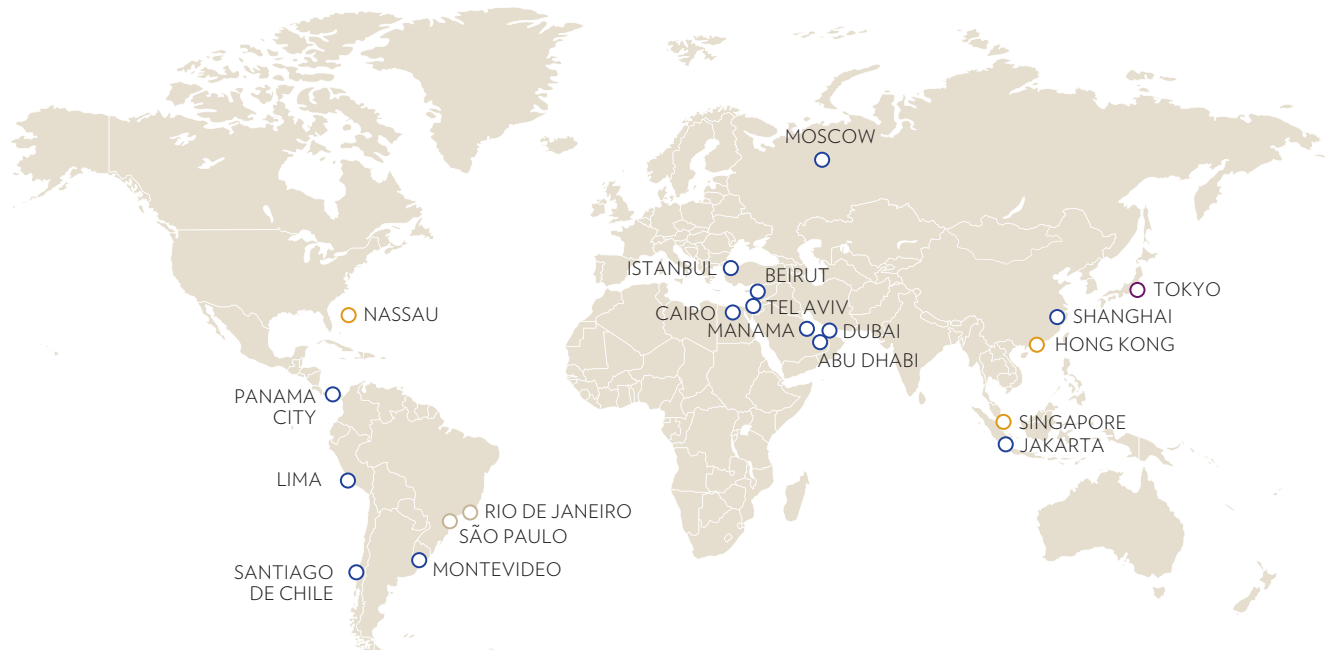 MOSCOW
ISTANBUL
BEIRUT
TOKYO
CAIRO
TEL AVIV
NASSAU
SHANGHAI
MANAMA
DUBAI
HONG KONG
ABU DHABI
PANAMA
CITY
SINGAPORE
JAKARTA
LIMA
RIO DE JANEIRO
SÃO PAULO
MONTEVIDEO
SANTIAGO
DE CHILE